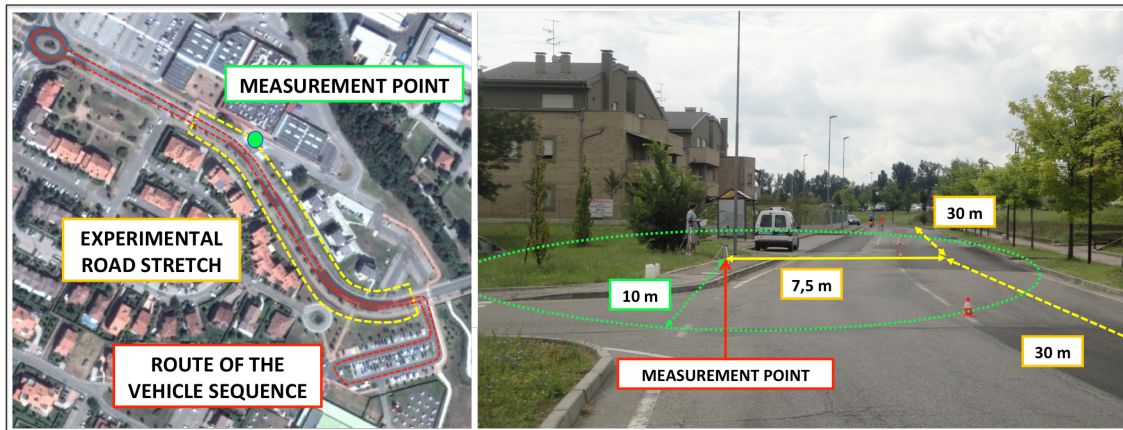 MEASUREMENT POINT
EXPERIMENTAL
ROAD STRETCH
ROUTE OF THE
VEHICLE SEQUENCE
30 m
10 m
7,5 m
30 m
MEASUREMENT POINT